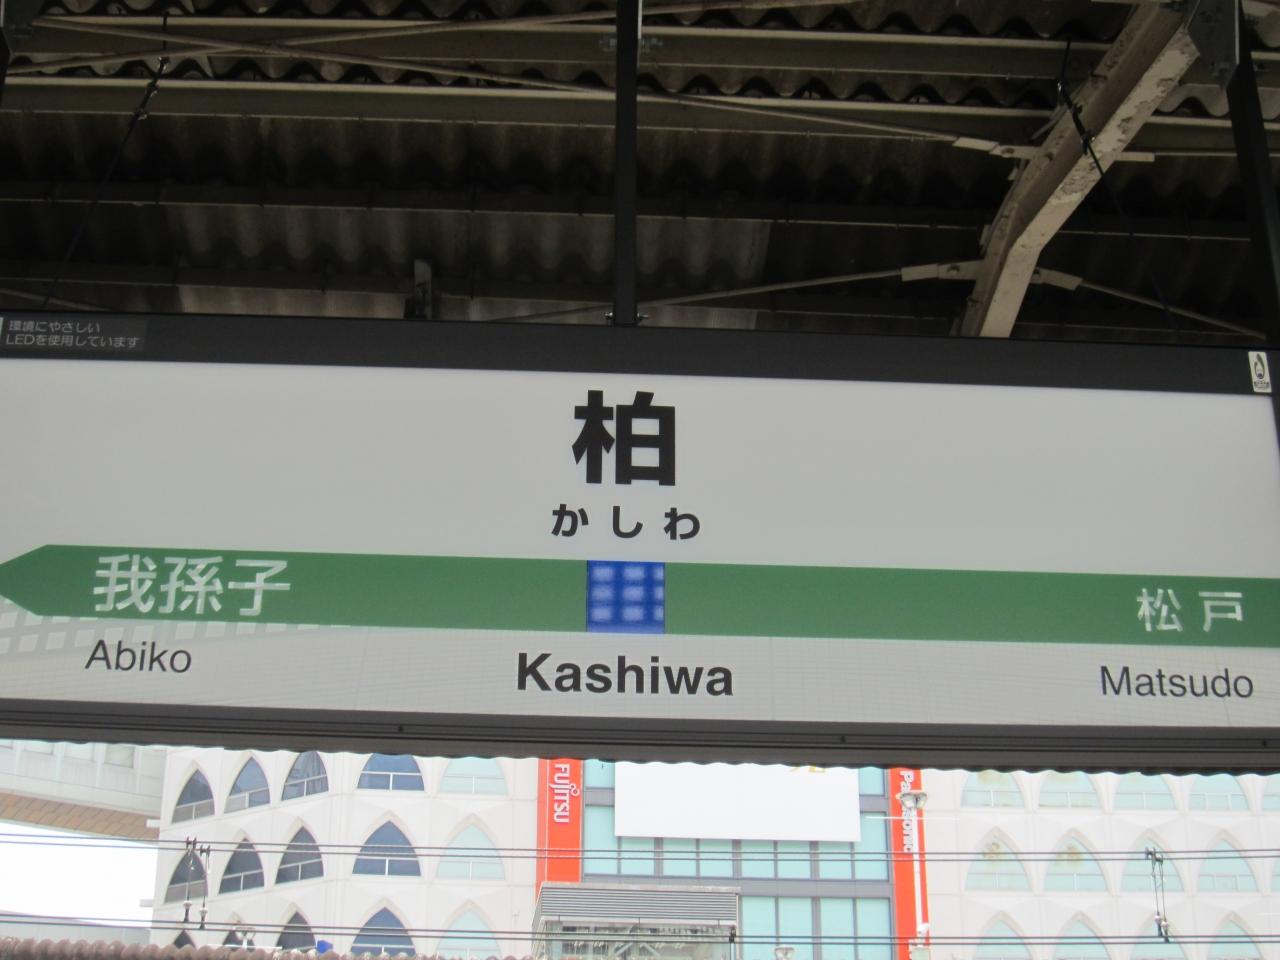 環境にやさしい
LEDを使用しています
柏
かしわ
我孫子
松戸
Abiko
Kashiwa
Matsudo
FUJITSU
Panasonic